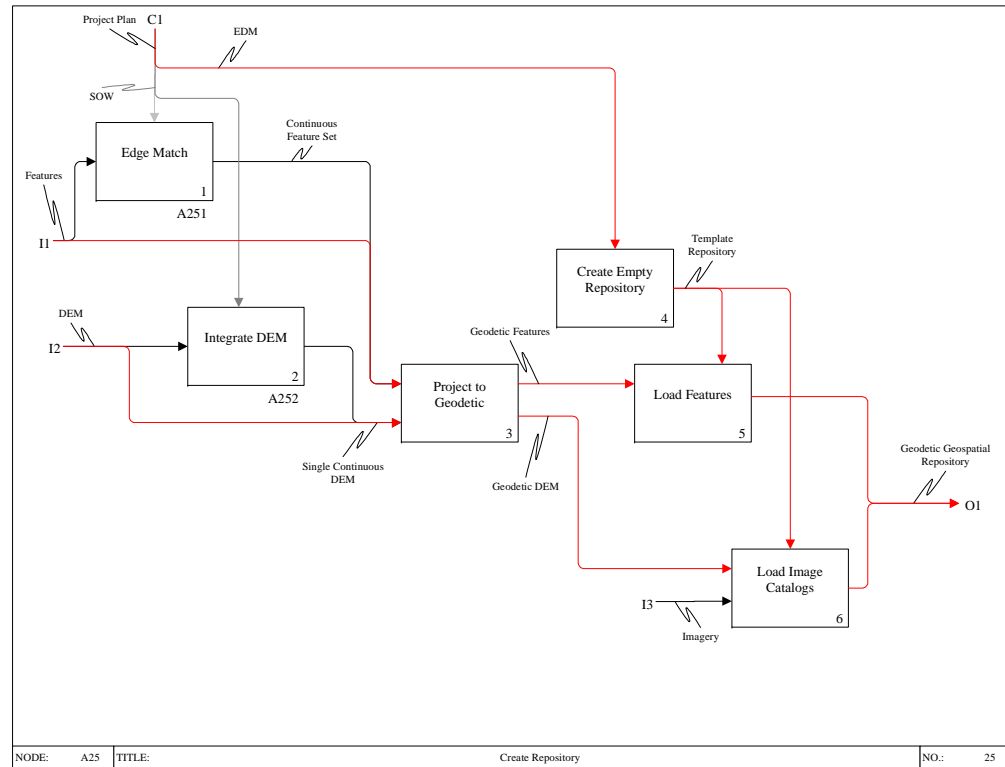 Project Plan
C1
EDM
SOW
Continuous
Feature Set
Edge Match
1
A251
Features
I1
Template
Repository
Create Empty
Repository
4
DEM
I2
Integrate DEM
2
A252
Geodetic Features
Project to
Geodetic
3
Load Features
5
Single Continuous
DEM
Geodetic DEM
Geodetic Geospatial
Repository
O1
Load Image
Catalogs
6
I3
Imagery
NODE: A25 TITLE: Create Repository NO.: 25